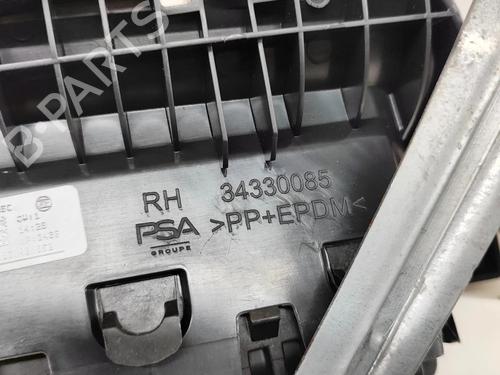 B-PARTS
RH 34330085
PSA >PP+EPDM<
GROUPE